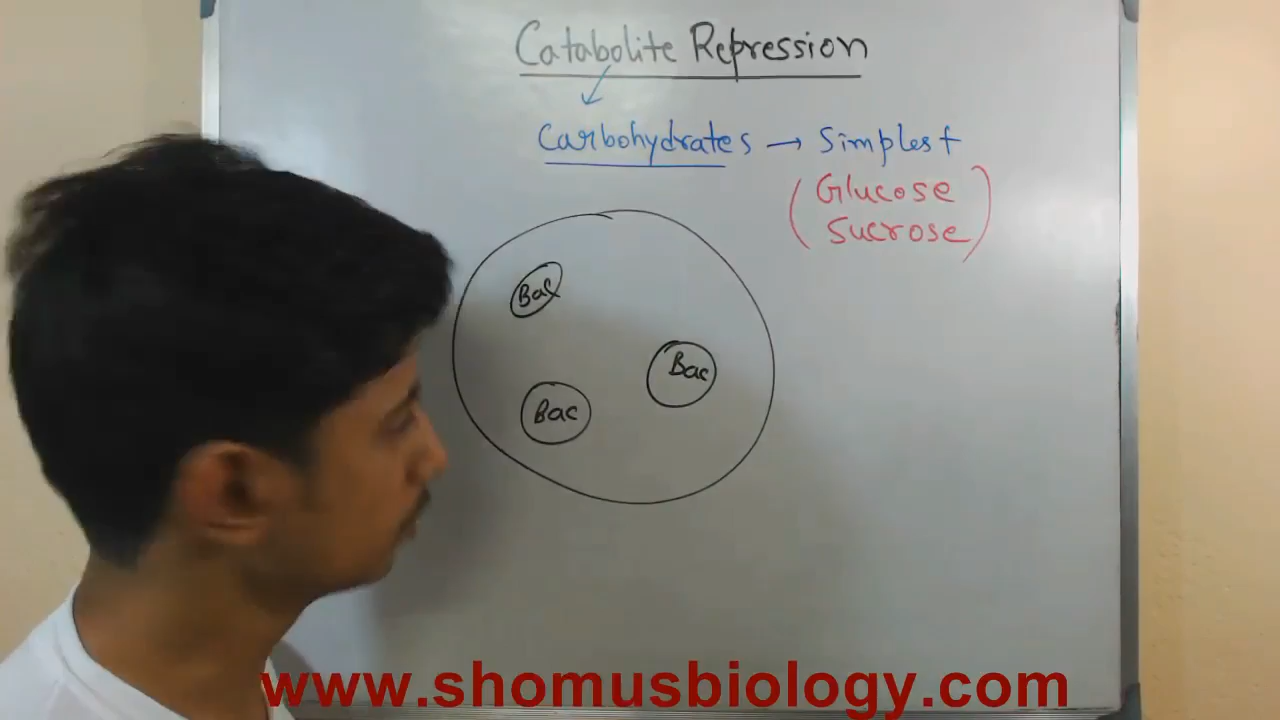 Catabolite Repression
Carbohydrates → Simplest
(Glucose
Sucrose)
Bac
Bac
Bac
www.shomusbiology.com